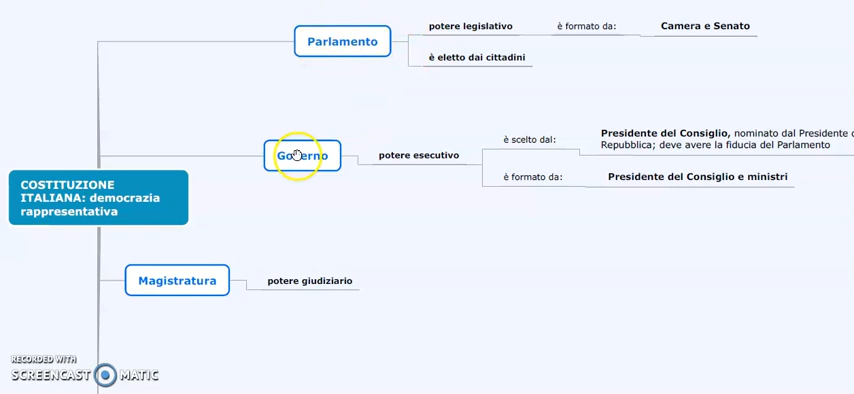 potere legislativo
è formato da:
Camera e Senato
Parlamento
è eletto dai cittadini
Presidente del Consiglio, nominato dal Presidente
è scelto dal:
Repubblica; deve avere la fiducia del Parlamento
Governo
potere esecutivo
è formato da:
Presidente del Consiglio e ministri
COSTITUZIONE
ITALIANA: democrazia
rappresentativa
Magistratura
potere giudiziario
RECORDED WITH
SCREENCAST MATIC